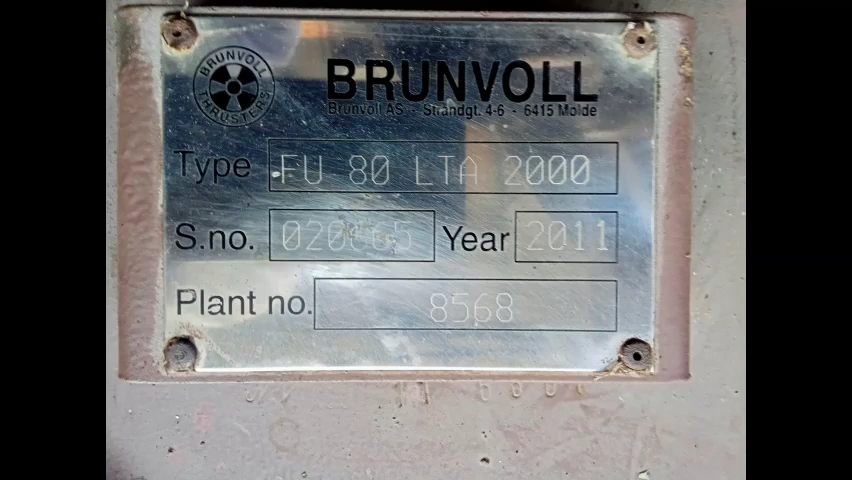 BRUNVOLL THRUSTERS
BRUNVOLL
Brunvoll AS - Strandgt. 4-6 - 6415 Molde
Type FU 80 LTA 2000
S.no. Year 2011
Plant no. 8568